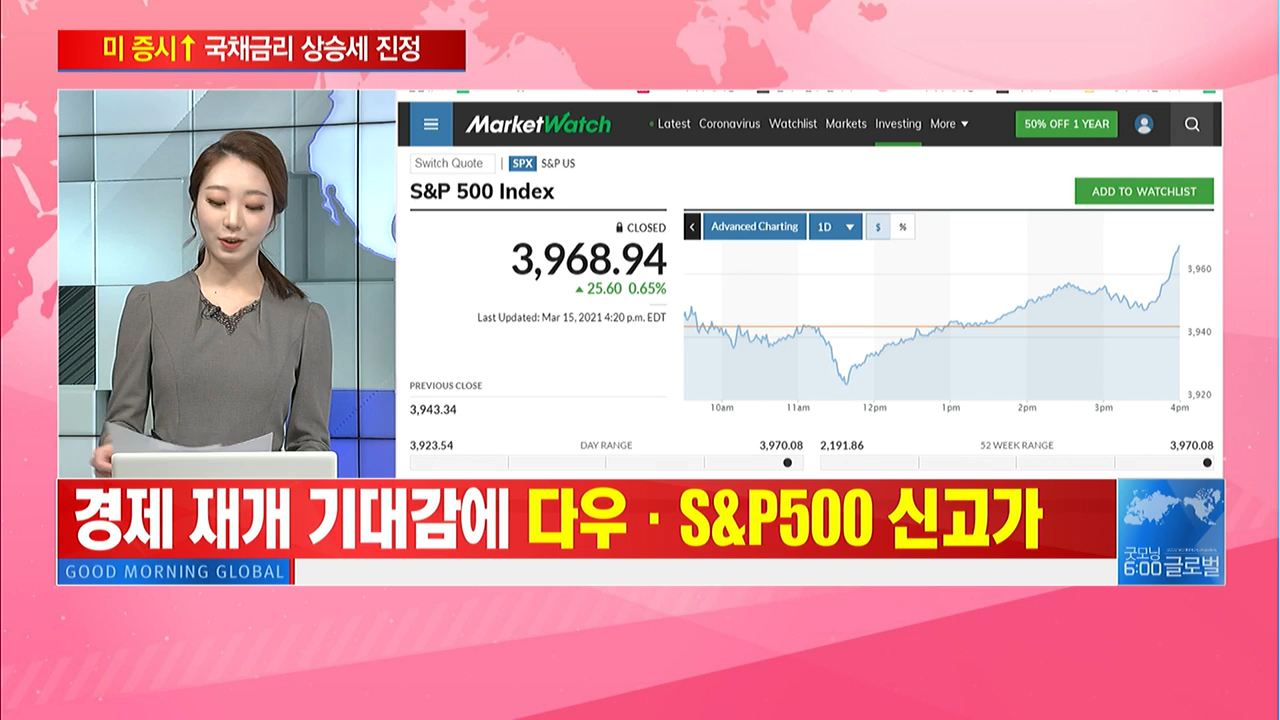 미 증시↑ 국채금리 상승세 진정
MarketWatch
Latest Coronavirus Watchlist Markets Investing More
50% OFF 1 YEAR
Switch Quote | SPX S&P US
S&P 500 Index
ADD TO WATCHLIST
CLOSED
Advanced Charting 1D $ %
3,968.94
25.60 0.65%
Last Updated: Mar 15, 2021 4:20 p.m. EDT
3,960
3,940
3,920
PREVIOUS CLOSE
3,943.34
10am 11am 12pm 1pm 2pm 3pm 4pm
3,923.54 DAY RANGE 3,970.08
2,191.86 52 WEEK RANGE 3,970.08
경제 재개 기대감에 다우·S&P500 신고가
GOOD MORNING GLOBAL
굿모닝
6:00 글로벌